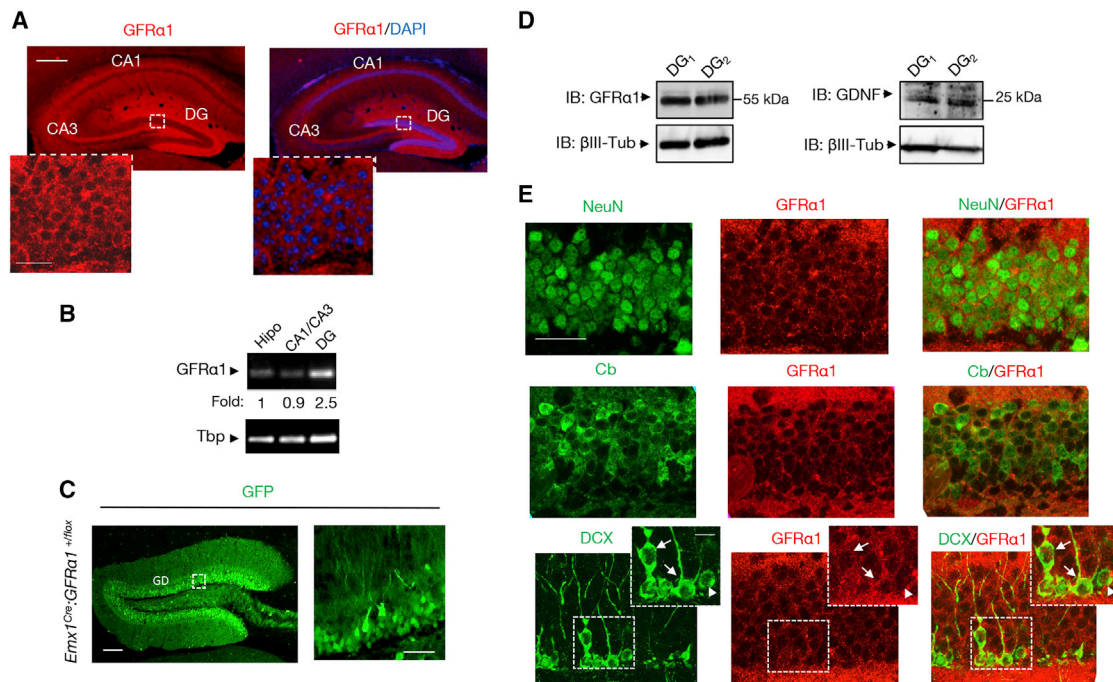 A
GFRα1
GFRα1/DAPI
CA1
DG
CA3
CA1
DG
CA3
B
Hipo
CA1/CA3
DG
GFRα1
Fold: 1 0.9 2.5
Tbp
C
GFP
Emx1Cre;GFRα1 +/flox
GD
D
DG1 DG2
IB: GFRα1
55 kDa
IB: βIII-Tub
DG1 DG2
IB: GDNF
25 kDa
IB: βIII-Tub
E
NeuN
GFRα1
NeuN/GFRα1
Cb
GFRα1
Cb/GFRα1
DCX
GFRα1
DCX/GFRα1